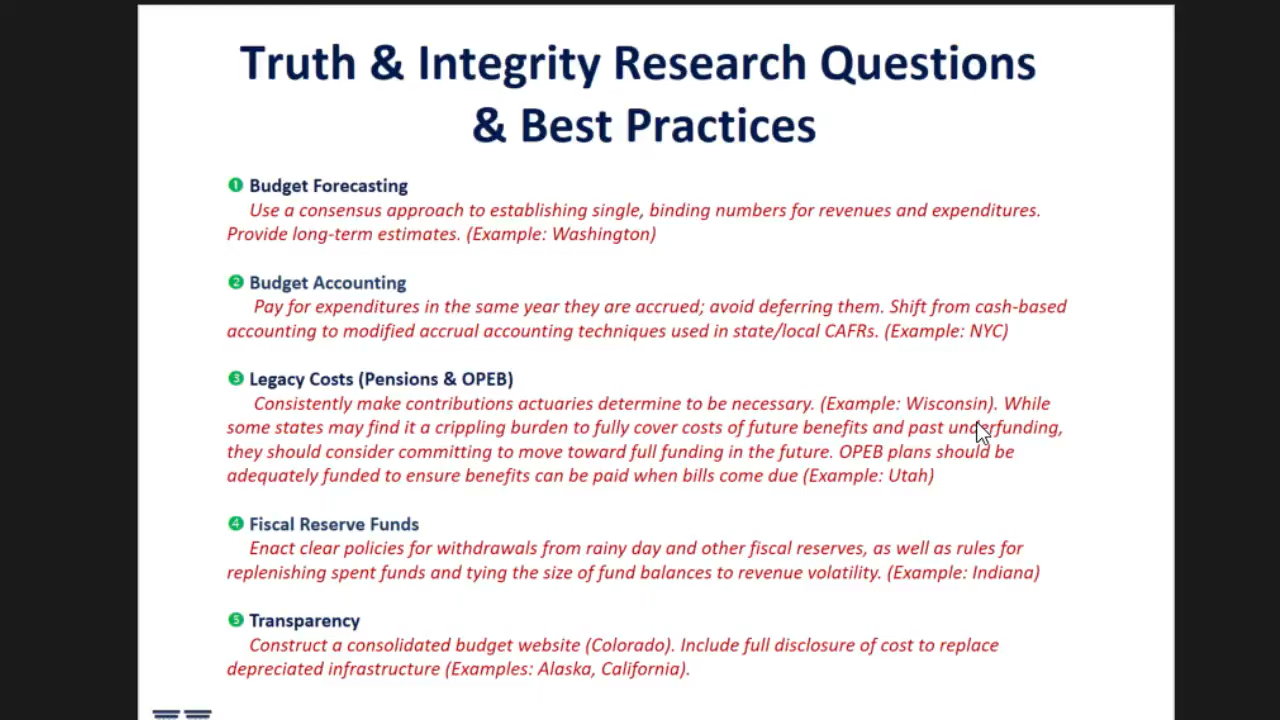 Truth & Integrity Research Questions
& Best Practices
❶ Budget Forecasting
Use a consensus approach to establishing single, binding numbers for revenues and expenditures.
Provide long-term estimates. (Example: Washington)
❷ Budget Accounting
Pay for expenditures in the same year they are accrued; avoid deferring them. Shift from cash-based
accounting to modified accrual accounting techniques used in state/local CAFRs. (Example: NYC)
❸ Legacy Costs (Pensions & OPEB)
Consistently make contributions actuaries determine to be necessary. (Example: Wisconsin). While
some states may find it a crippling burden to fully cover costs of future benefits and past underfunding,
they should consider committing to move toward full funding in the future. OPEB plans should be
adequately funded to ensure benefits can be paid when bills come due (Example: Utah)
❹ Fiscal Reserve Funds
Enact clear policies for withdrawals from rainy day and other fiscal reserves, as well as rules for
replenishing spent funds and tying the size of fund balances to revenue volatility. (Example: Indiana)
❺ Transparency
Construct a consolidated budget website (Colorado). Include full disclosure of cost to replace
depreciated infrastructure (Examples: Alaska, California).